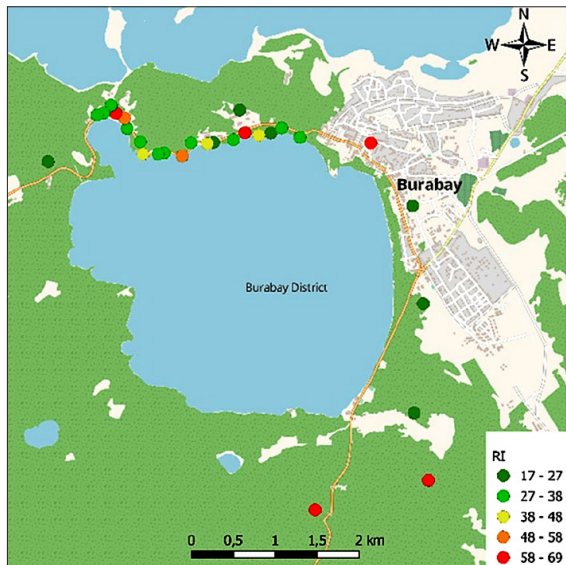 N
W E
S
Burabay
Burabay District
RI
17 - 27
27 - 38
38 - 48
48 - 58
58 - 69
0 0,5 1 1,5 2 km